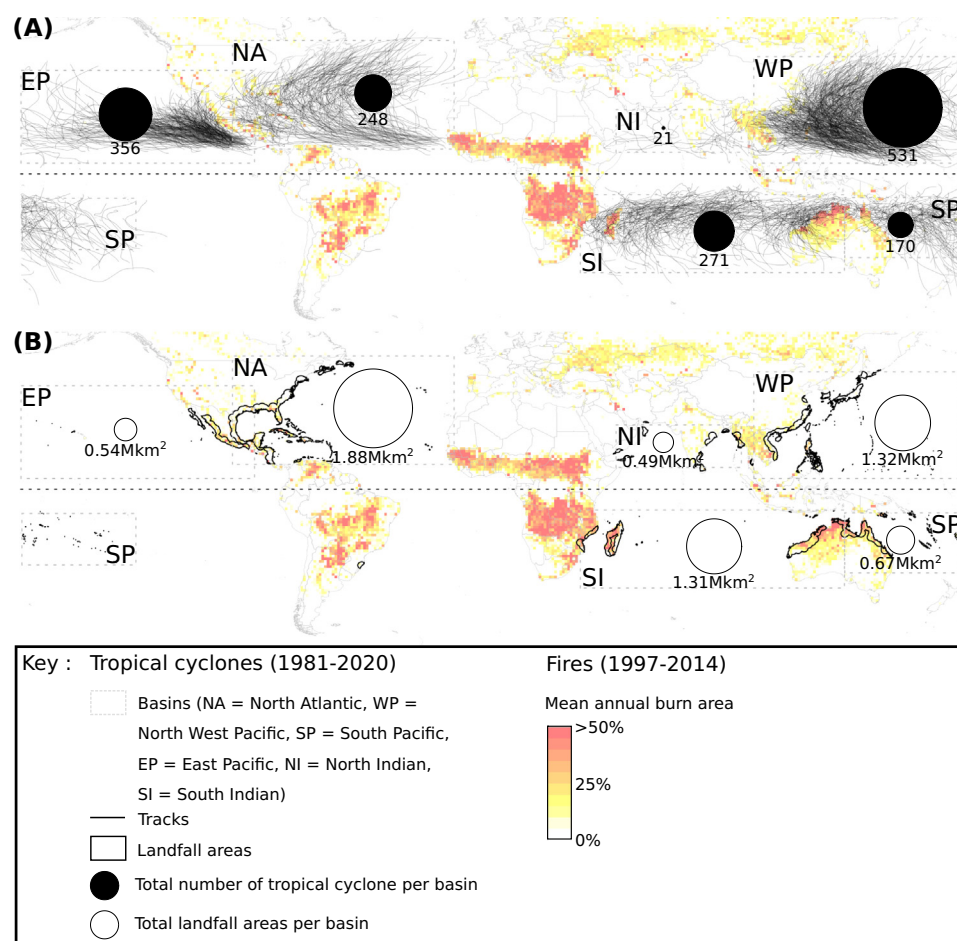 (A)
NA
EP
WP
NI
248
21
356
531
SP
SP
170
271
SI
(B)
NA
EP
WP
NI
0.54Mkm²
1.88Mkm²
0.49Mkm²
1.32Mkm²
SP
SP
0.67Mkm²
SI
1.31Mkm²
Key : Tropical cyclones (1981-2020)
Basins (NA = North Atlantic, WP =
North West Pacific, SP = South Pacific,
EP = East Pacific, NI = North Indian,
SI = South Indian)
Tracks
Landfall areas
Total number of tropical cyclone per basin
Total landfall areas per basin
Fires (1997-2014)
Mean annual burn area
>50%
25%
0%